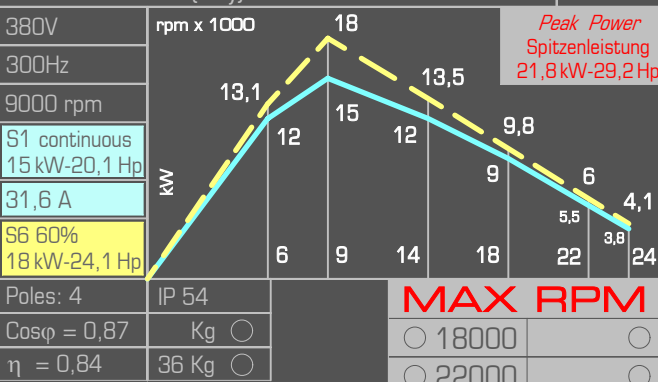 380V
300Hz
9000 rpm
S1 continuous
15 kW-20,1 Hp
31,6 A
S6 60%
18 kW-24,1 Hp
rpm x 1000
18
Peak Power
Spitzenleistung
21,8 kW-29,2 Hp
13,1
13,5
12
15
12
9,8
9
6
5,5
4,1
3,8
kW
6
9
14
18
22
24
Poles: 4
IP 54
Cosφ = 0,87
Kg
η = 0,84
36 Kg
MAX RPM
18000
22000